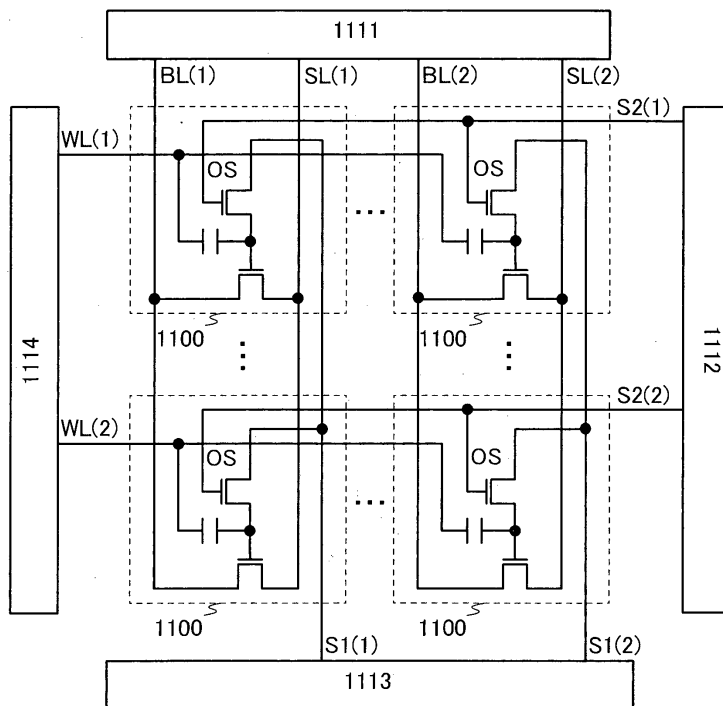 1111
BL(1) SL(1) BL(2) SL(2)
S2(1)
WL(1)
OS OS
...
1100 1100
1114
1112
S2(2)
WL(2)
OS OS
...
1100 1100
S1(1) S1(2)
1113